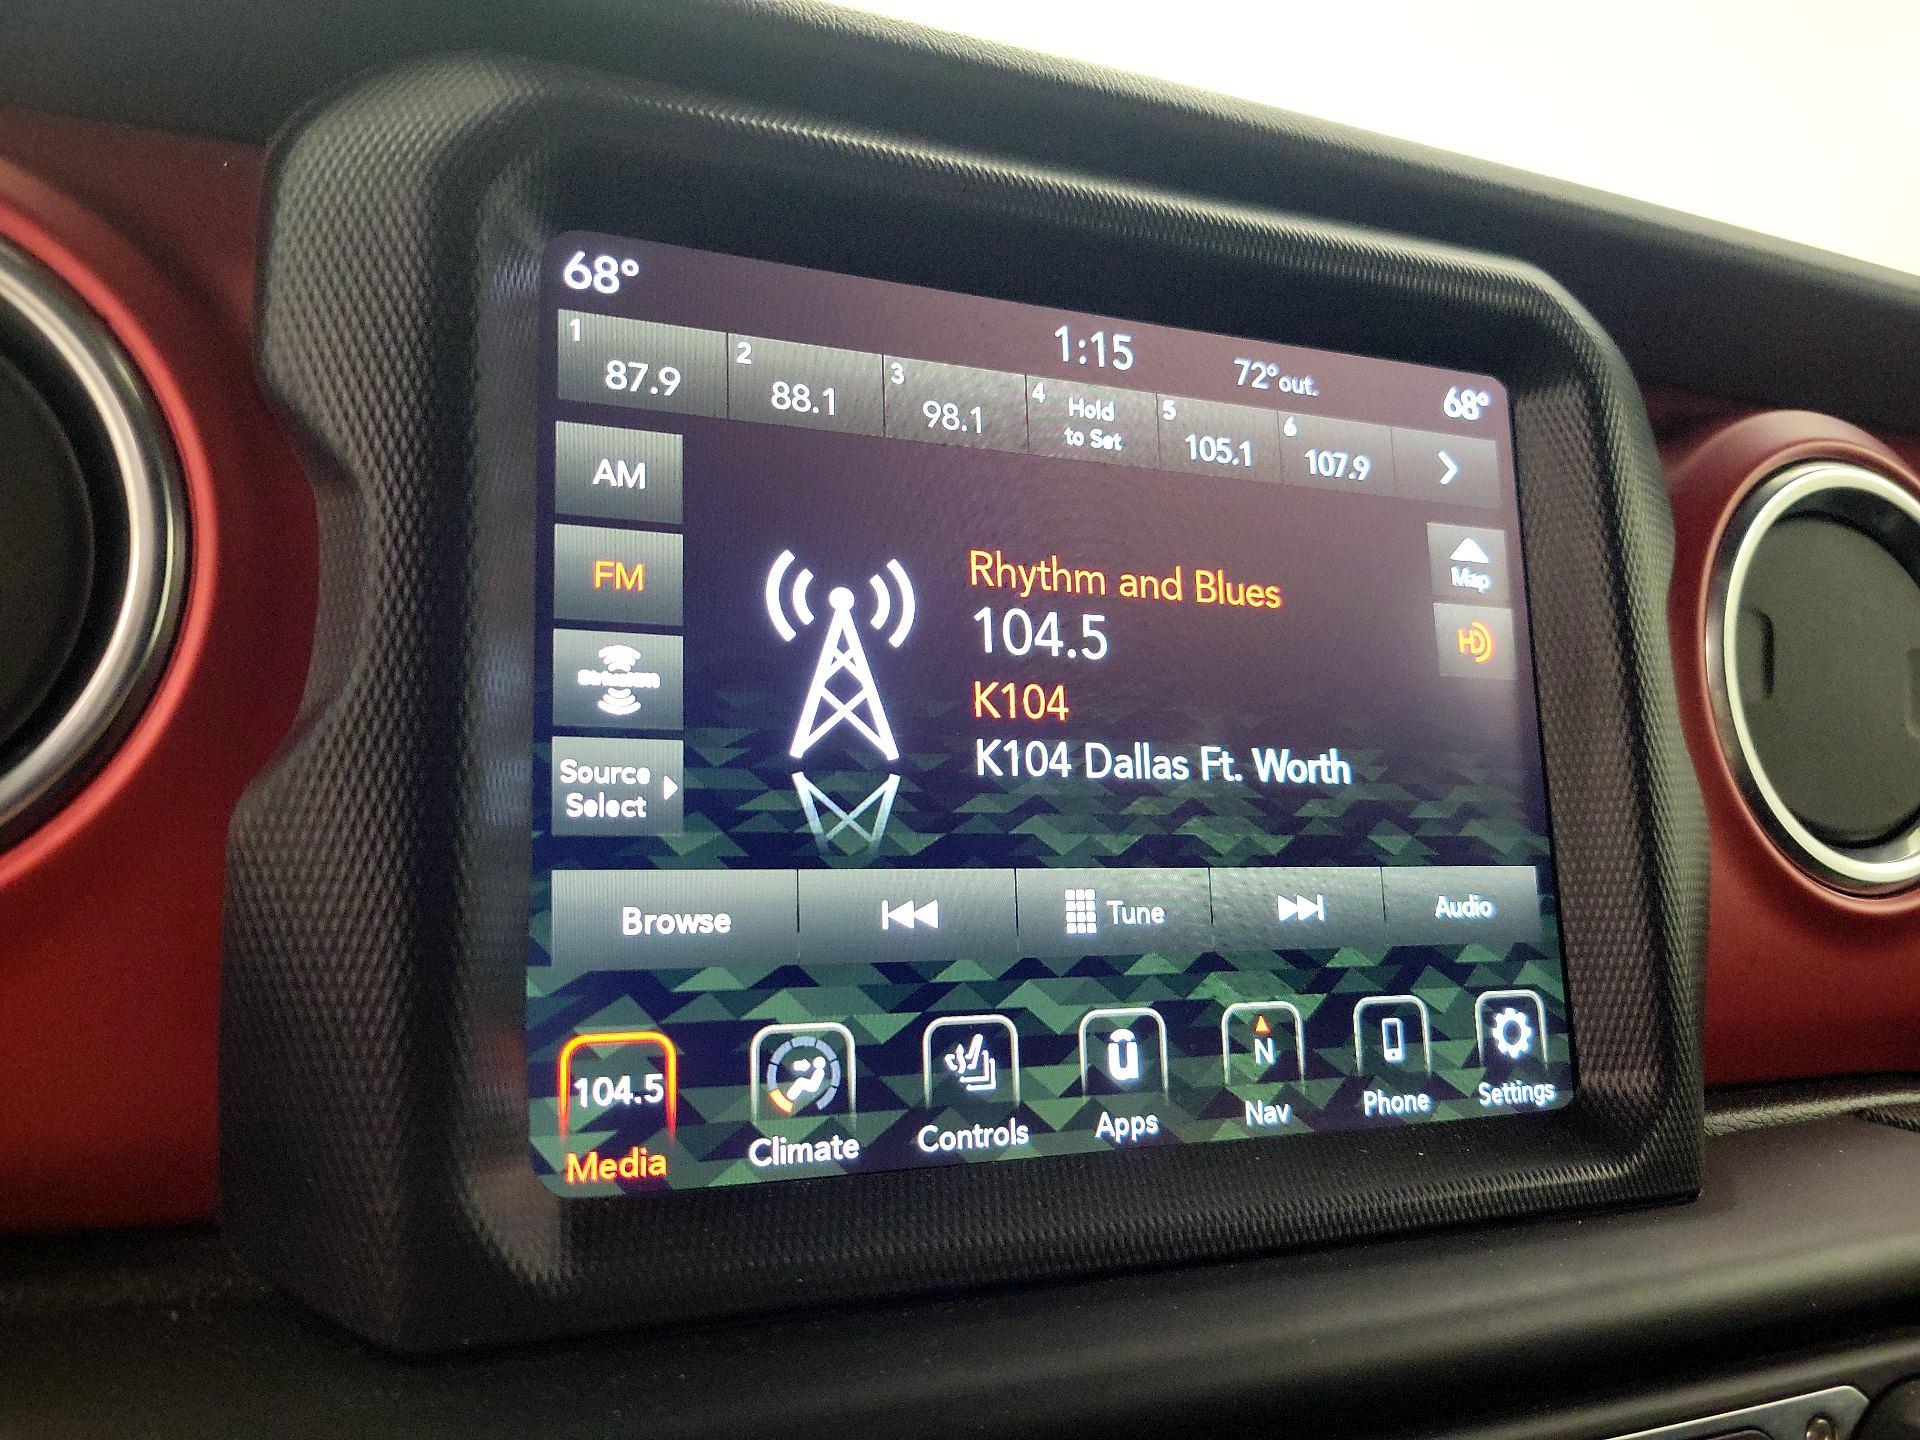 68°
1:15
72° out.
68°
1
87.9
2
88.1
3
98.1
4
Hold
to Set
5
105.1
6
107.9
AM
FM
Source
Select
Rhythm and Blues
104.5
K104
K104 Dallas Ft. Worth
Map
HD
Browse
Tune
Audio
104.5
Media
Climate
Controls
u
Apps
N
Nav
Phone
Settings